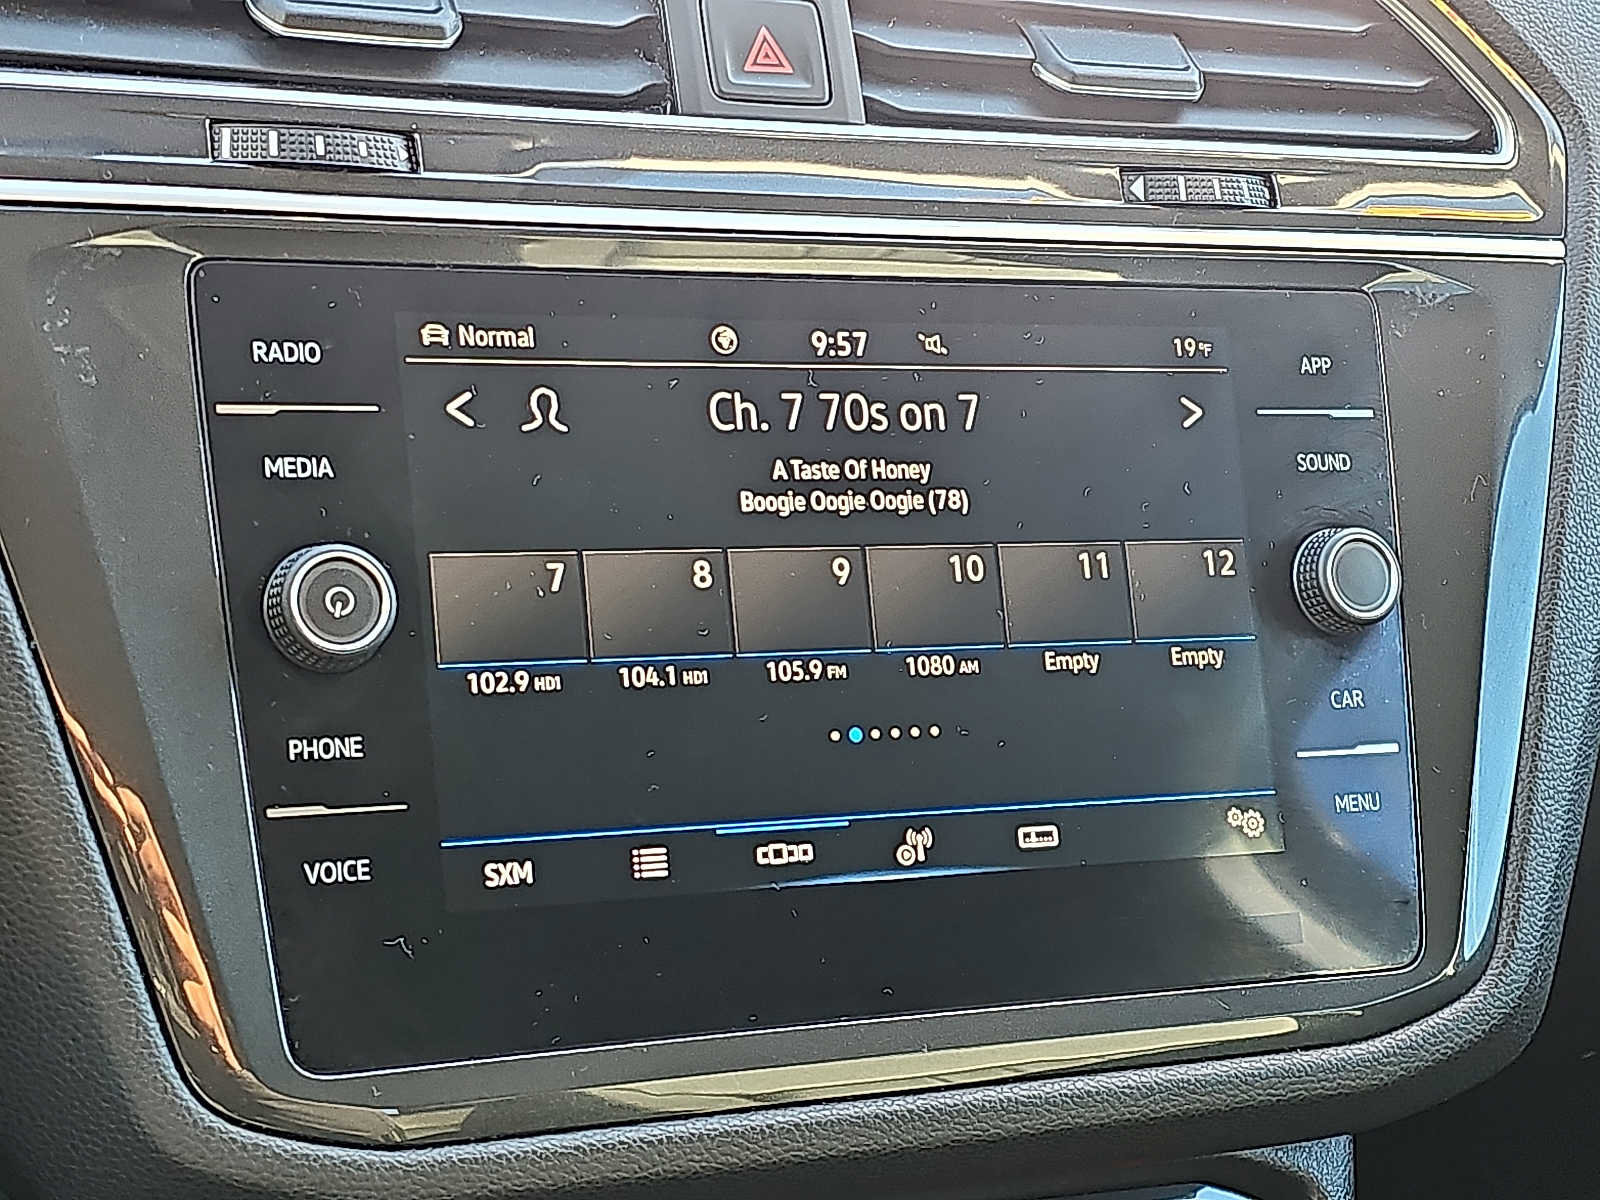 RADIO
MEDIA
PHONE
VOICE
Normal
9:57
19°F
Ch. 7 70s on 7
A Taste Of Honey
Boogie Oogie Oogie (78)
7 8 9 10 11 12
102.9 HD1 104.1 HD1 105.9 FM 1080 AM Empty Empty
SXM
APP
SOUND
CAR
MENU